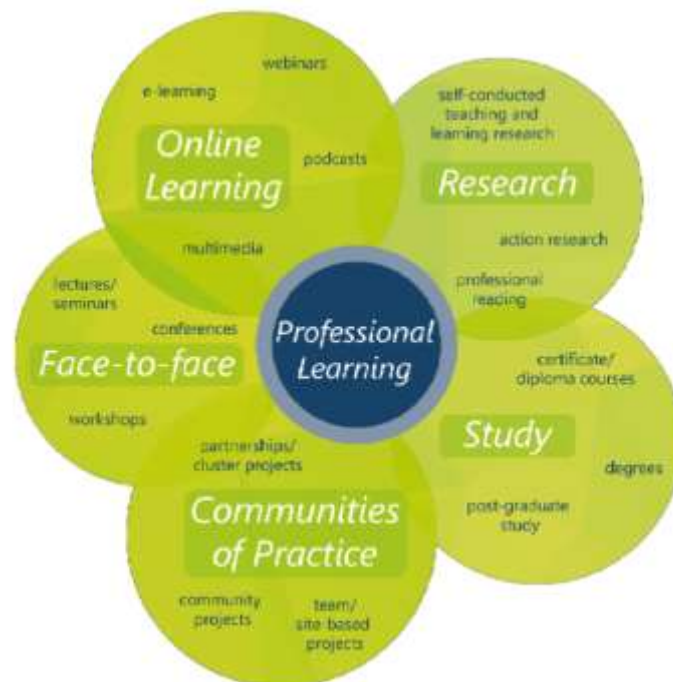 webinars
e-learning
Online
Learning
podcasts
multimedia
self-conducted
teaching and
learning research
Research
action research
professional
reading
lectures/
seminars
conferences
Face-to-face
workshops
Professional
Learning
certificate/
diploma courses
Study
degrees
post-graduate
study
partnerships/
cluster projects
Communities
of Practice
community
projects
team/
site-based
projects